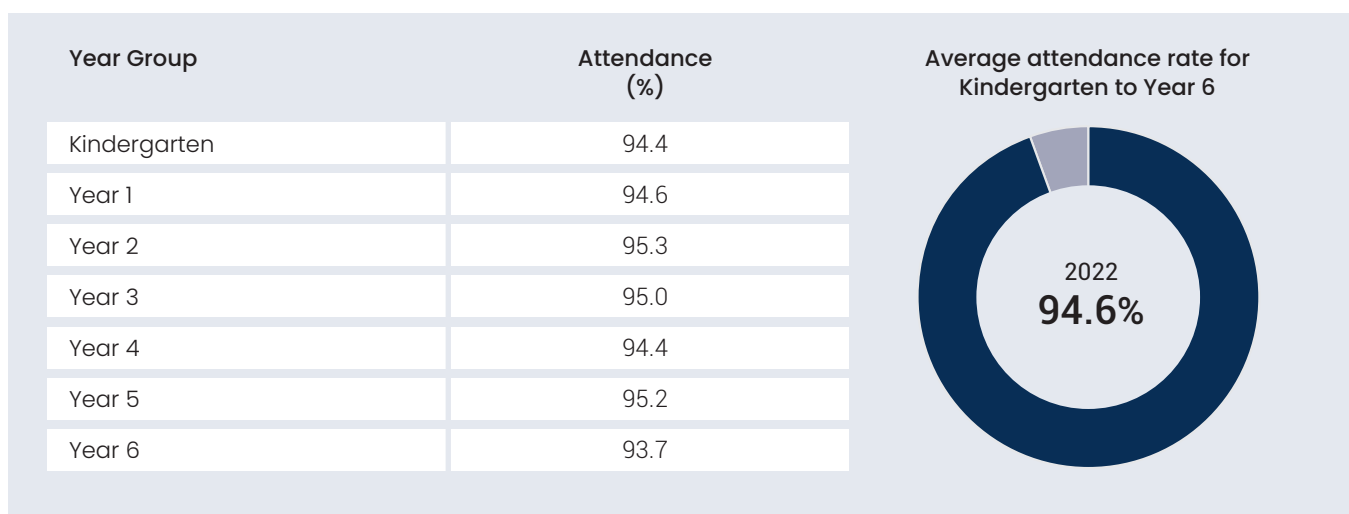 Year Group
Attendance
(%)
Kindergarten 94.4
Year 1 94.6
Year 2 95.3
Year 3 95.0
Year 4 94.4
Year 5 95.2
Year 6 93.7
Average attendance rate for
Kindergarten to Year 6
2022
94.6%